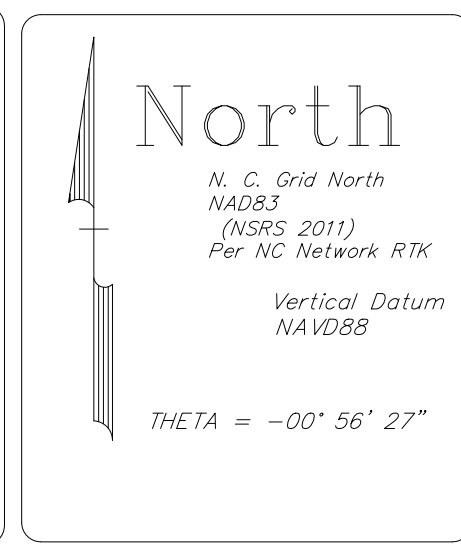 North
N. C. Grid North
NAD83
(NSRS 2011)
Per NC Network RTK
Vertical Datum
NAVD88
THETA = -00° 56' 27"